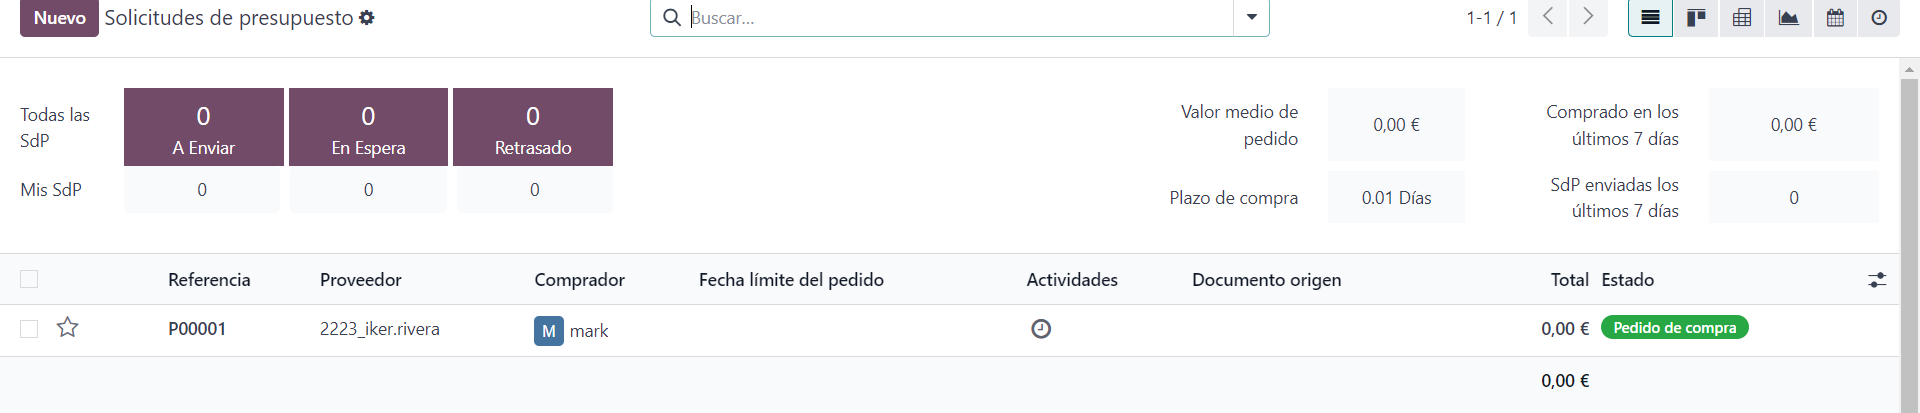 Nuevo Solicitudes de presupuesto Buscar... 1-1 / 1
Todas las SdP
0 A Enviar
0 En Espera
0 Retrasado
Mis SdP 0 0 0
Valor medio de pedido 0,00 €
Comprado en los últimos 7 días 0,00 €
Plazo de compra 0.01 Días
SdP enviadas los últimos 7 días 0
Referencia Proveedor Comprador Fecha límite del pedido Actividades Documento origen Total Estado
P00001 2223_iker.rivera M mark 0,00 € Pedido de compra
0,00 €